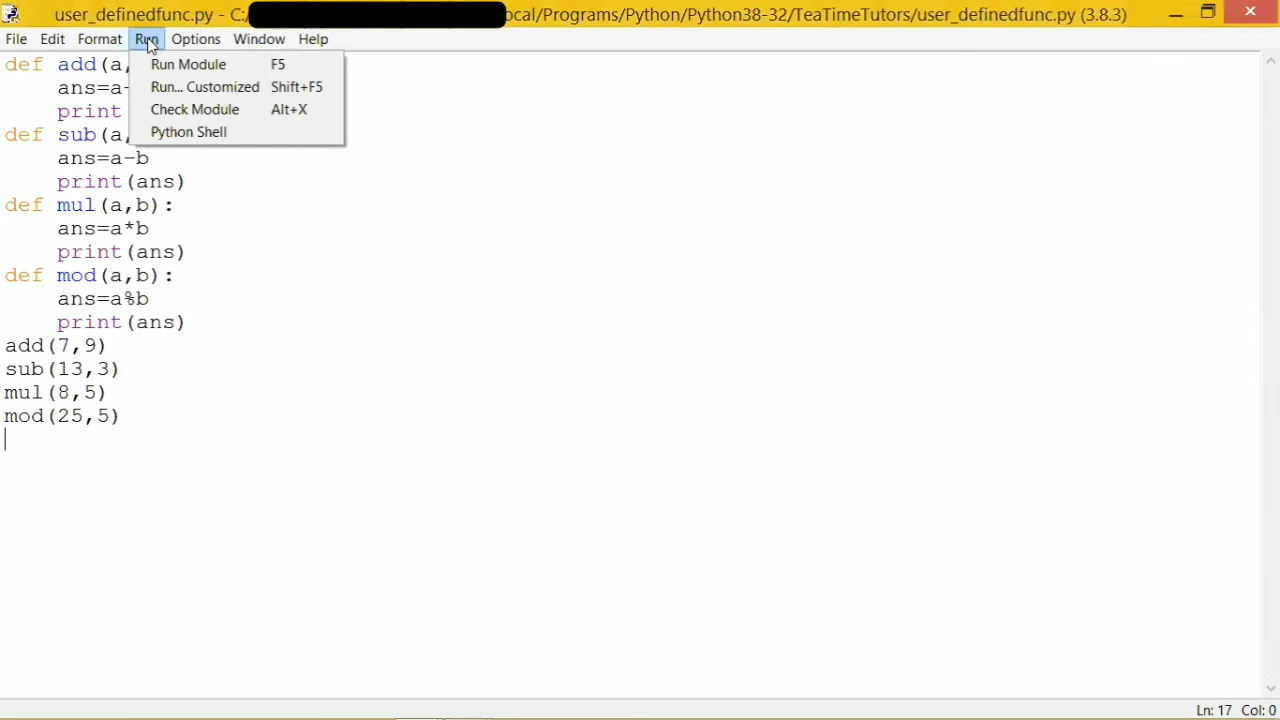 user_definedfunc.py - C:/ ocal/Programs/Python/Python38-32/TeaTimeTutors/user_definedfunc.py (3.8.3)
File Edit Format Run Options Window Help
Run Module F5
Run... Customized Shift+F5
Check Module Alt+X
Python Shell
def add(a,
    ans=a-
    print
def sub(a,
    ans=a-b
    print(ans)
def mul(a,b):
    ans=a*b
    print(ans)
def mod(a,b):
    ans=a%b
    print(ans)
add(7,9)
sub(13,3)
mul(8,5)
mod(25,5)
Ln: 17 Col: 0